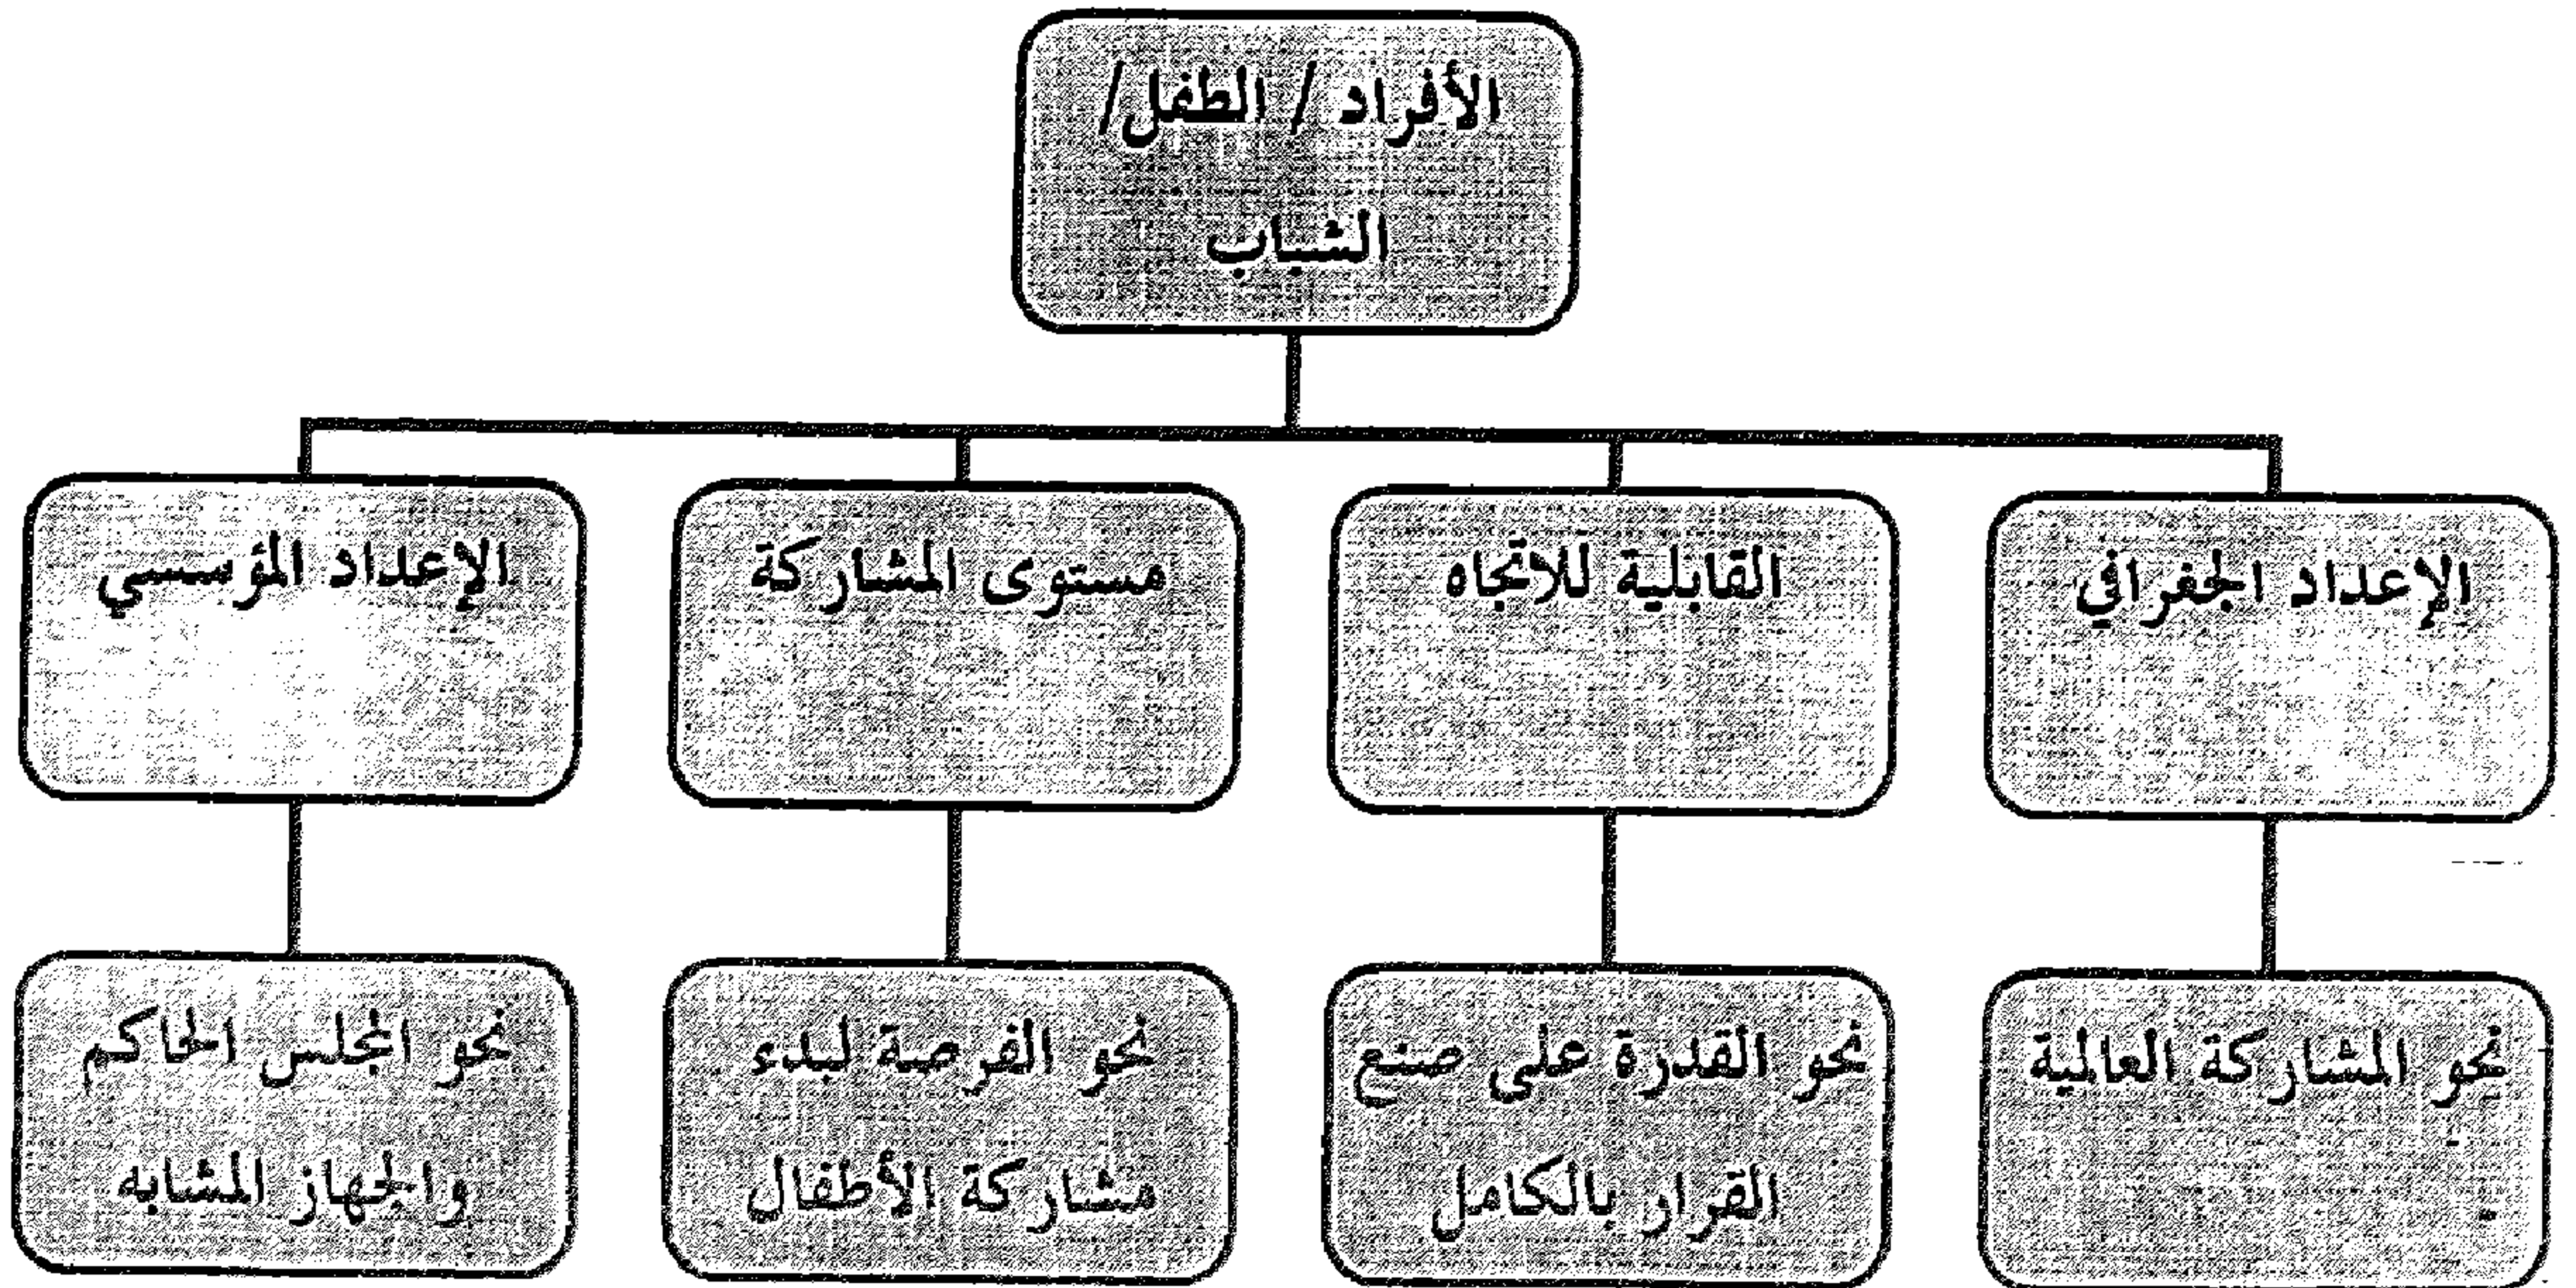 الأفراد / الطفل/
الشباب
الإعداد الجغرافي
القابلية للاتجاه
مستوى المشاركة
الإعداد المؤسسي
نحو المشاركة العالمية
نحو القدرة على صنع
القرار بالكامل
نحو الفرصة لبدء
مشاركة الأطفال
نحو المجلس الحاكم
والجهاز المشابه